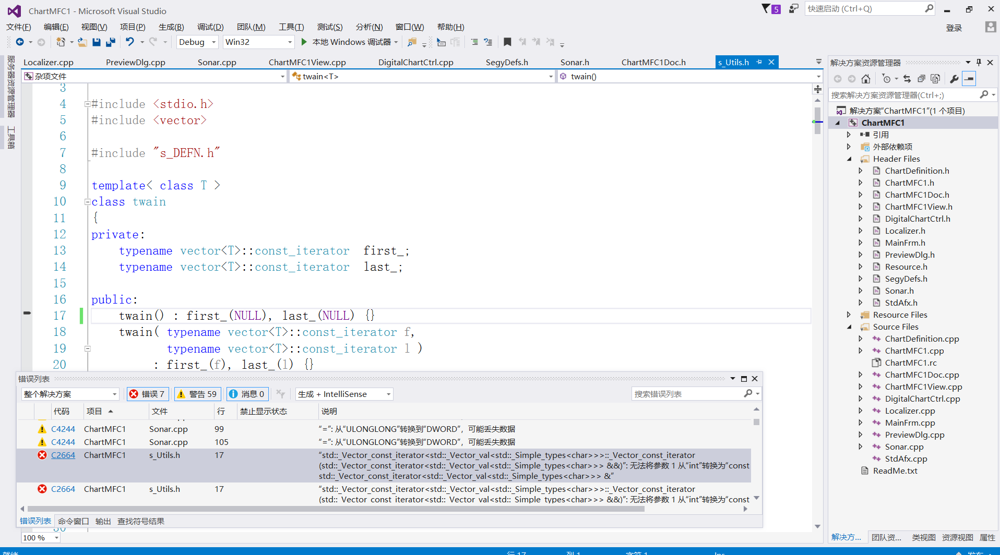 ChartMFC1 - Microsoft Visual Studio
5
快速启动 (Ctrl+Q)
文件(F) 编辑(E) 视图(V) 项目(P) 生成(B) 调试(D) 团队(M) 工具(T) 测试(S) 分析(N) 窗口(W) 帮助(H)
登录
Debug Win32 本地 Windows 调试器
服务器资源管理器
工具箱
Localizer.cpp PreviewDlg.cpp Sonar.cpp ChartMFC1View.cpp DigitalChartCtrl.cpp SegyDefs.h Sonar.h ChartMFC1Doc.h s_Utils.h
杂项文件 twain<T> twain()
3
4 #include <stdio.h>
5 #include <vector>
6
7 #include "s_DEFN.h"
8
9 template< class T >
10 class twain
11 {
12 private:
13 typename vector<T>::const_iterator first_;
14 typename vector<T>::const_iterator last_;
15
16 public:
17 twain() : first_(NULL), last_(NULL) {}
18 twain( typename vector<T>::const_iterator f,
19 typename vector<T>::const_iterator l )
20 : first_(f), last_(l) {}
错误列表
整个解决方案 错误 7 警告 59 消息 0 生成 + IntelliSense 搜索错误列表
代码 项目 文件 行 禁止显示状态 说明
C4244 ChartMFC1 Sonar.cpp 99 “=”: 从“ULONGLONG”转换到“DWORD”，可能丢失数据
C4244 ChartMFC1 Sonar.cpp 105 “=”: 从“ULONGLONG”转换到“DWORD”，可能丢失数据
C2664 ChartMFC1 s_Utils.h 17 “std::_Vector_const_iterator<std::_Vector_val<std::_Simple_types<char>>>::_Vector_const_iterator
(std::_Vector_const_iterator<std::_Vector_val<std::_Simple_types<char>>> &&)”: 无法将参数 1 从“int”转换为“const
std::_Vector_const_iterator<std::_Vector_val<std::_Simple_types<char>>> &”
C2664 ChartMFC1 s_Utils.h 17 “std::_Vector_const_iterator<std::_Vector_val<std::_Simple_types<char>>>::_Vector_const_iterator
(std::_Vector_const_iterator<std::_Vector_val<std::_Simple_types<char>>> &&)”: 无法将参数 1 从“int”转换为“const
错误列表 命令窗口 输出 查找符号结果
30
100 %
解决方案资源管理器
搜索解决方案资源管理器(Ctrl+;)
解决方案“ChartMFC1”(1 个项目)
ChartMFC1
引用
外部依赖项
Header Files
ChartDefinition.h
ChartMFC1.h
ChartMFC1Doc.h
ChartMFC1View.h
DigitalChartCtrl.h
Localizer.h
MainFrm.h
PreviewDlg.h
Resource.h
SegyDefs.h
Sonar.h
StdAfx.h
Resource Files
Source Files
ChartDefinition.cpp
ChartMFC1.cpp
ChartMFC1.rc
ChartMFC1Doc.cpp
ChartMFC1View.cpp
DigitalChartCtrl.cpp
Localizer.cpp
MainFrm.cpp
PreviewDlg.cpp
Sonar.cpp
StdAfx.cpp
ReadMe.txt
解决方... 团队资... 类视图 资源视图 属性
就绪 行 17 列 1 字符 1 Ins 发布